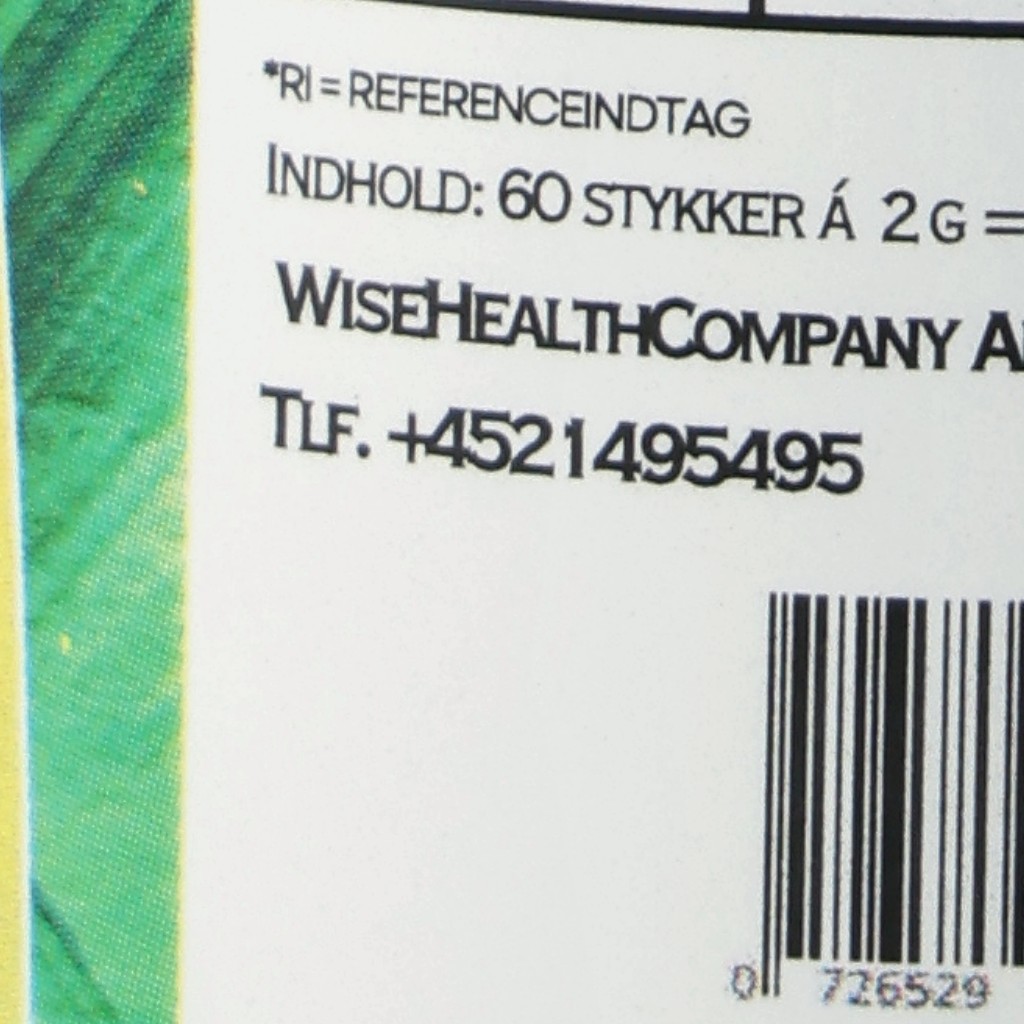 *RI = REFERENCEINDTAG
INDHOLD: 60 STYKKER Á 2 G =
WISEHEALTHCOMPANY
TLF. +4521495495
0 726529